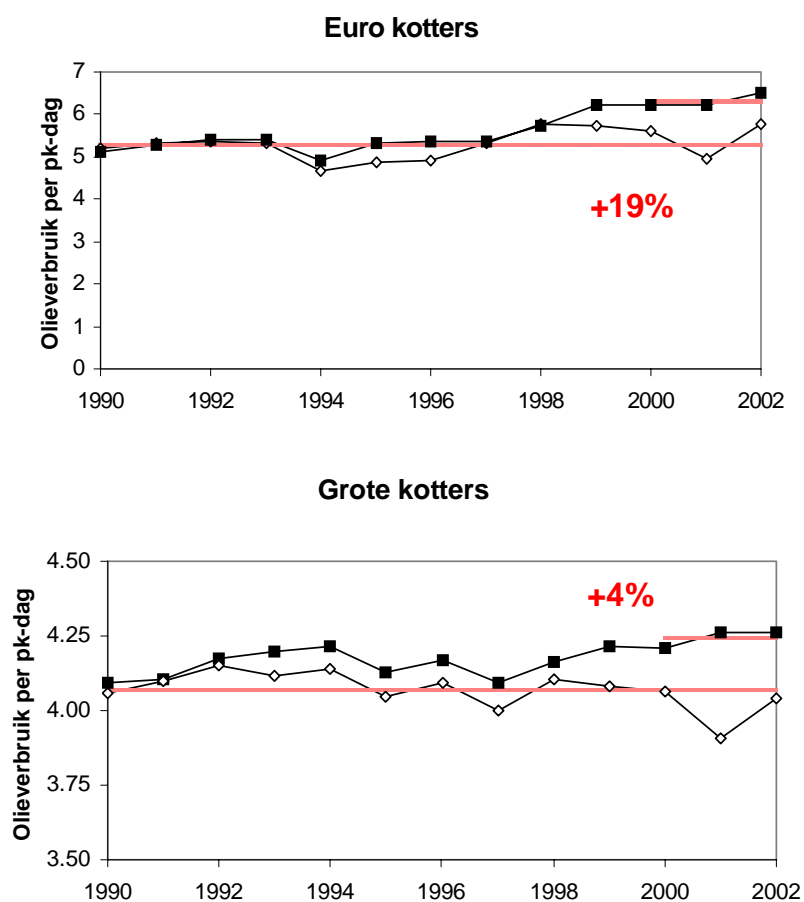 Euro kotters
Olieverbruik per pk-dag
7
6
5
4
3
2
1
0
+19%
1990 1992 1994 1996 1998 2000 2002
Grote kotters
Olieverbruik per pk-dag
4.50
4.25
4.00
3.75
3.50
+4%
1990 1992 1994 1996 1998 2000 2002